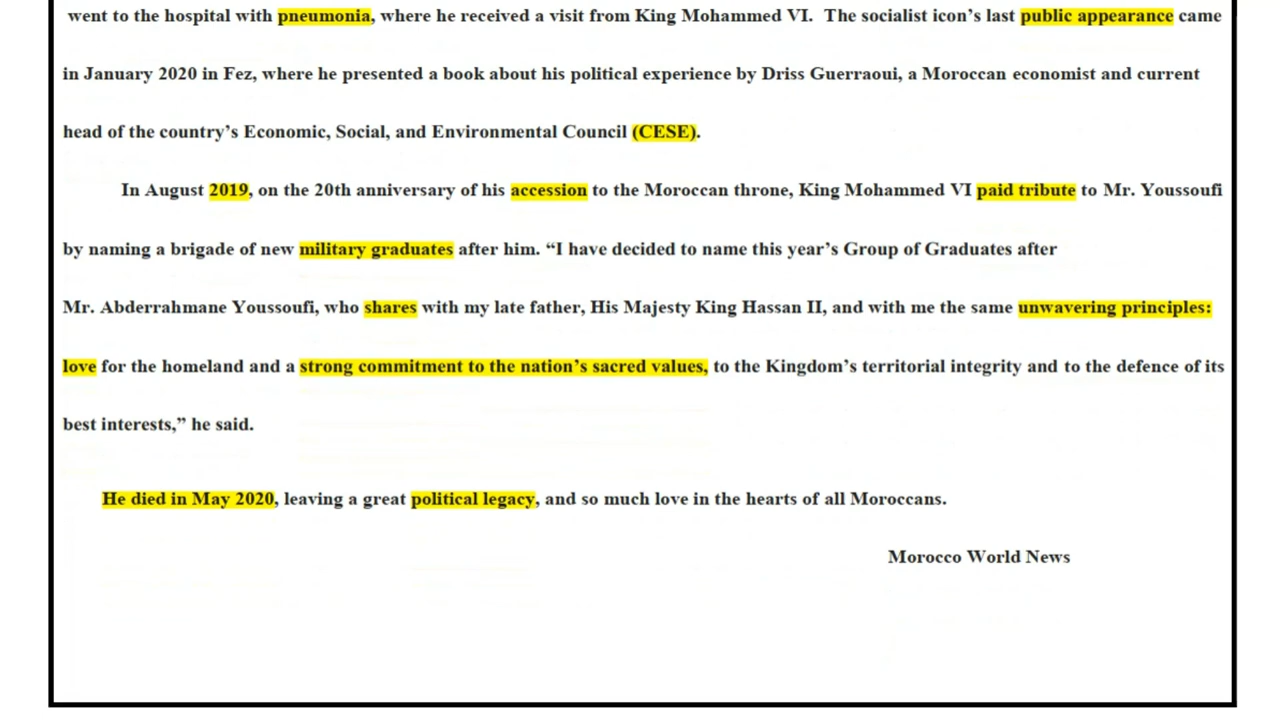 went to the hospital with pneumonia, where he received a visit from King Mohammed VI.  The socialist icon’s last public appearance came
in January 2020 in Fez, where he presented a book about his political experience by Driss Guerraoui, a Moroccan economist and current
head of the country’s Economic, Social, and Environmental Council (CESE).
In August 2019, on the 20th anniversary of his accession to the Moroccan throne, King Mohammed VI paid tribute to Mr. Youssoufi
by naming a brigade of new military graduates after him. “I have decided to name this year’s Group of Graduates after
Mr. Abderrahmane Youssoufi, who shares with my late father, His Majesty King Hassan II, and with me the same unwavering principles:
love for the homeland and a strong commitment to the nation’s sacred values, to the Kingdom’s territorial integrity and to the defence of its
best interests,” he said.
He died in May 2020, leaving a great political legacy, and so much love in the hearts of all Moroccans.
Morocco World News